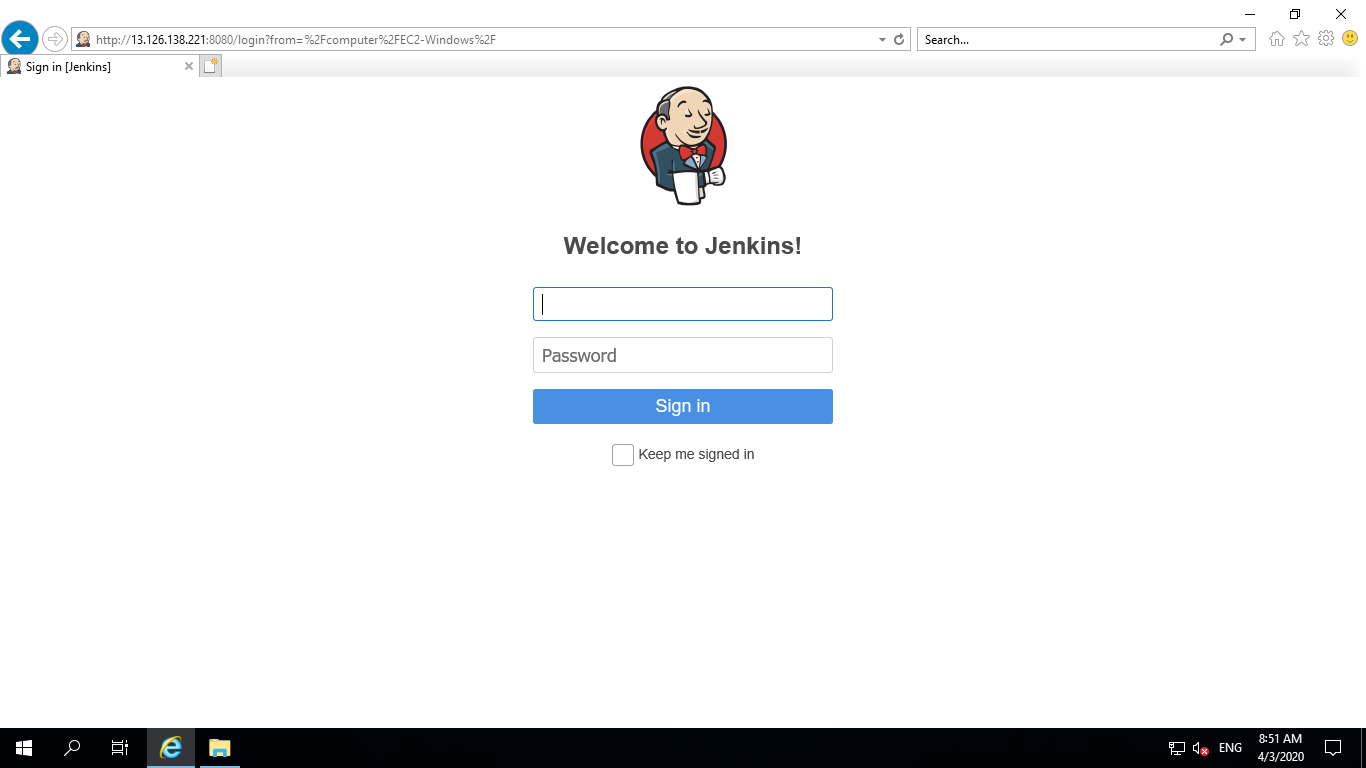 http://13.126.138.221:8080/login?from=%2Fcomputer%2FEC2-Windows%2F
Search...
Sign in [Jenkins]
Welcome to Jenkins!
Password
Sign in
Keep me signed in
ENG
8:51 AM
4/3/2020